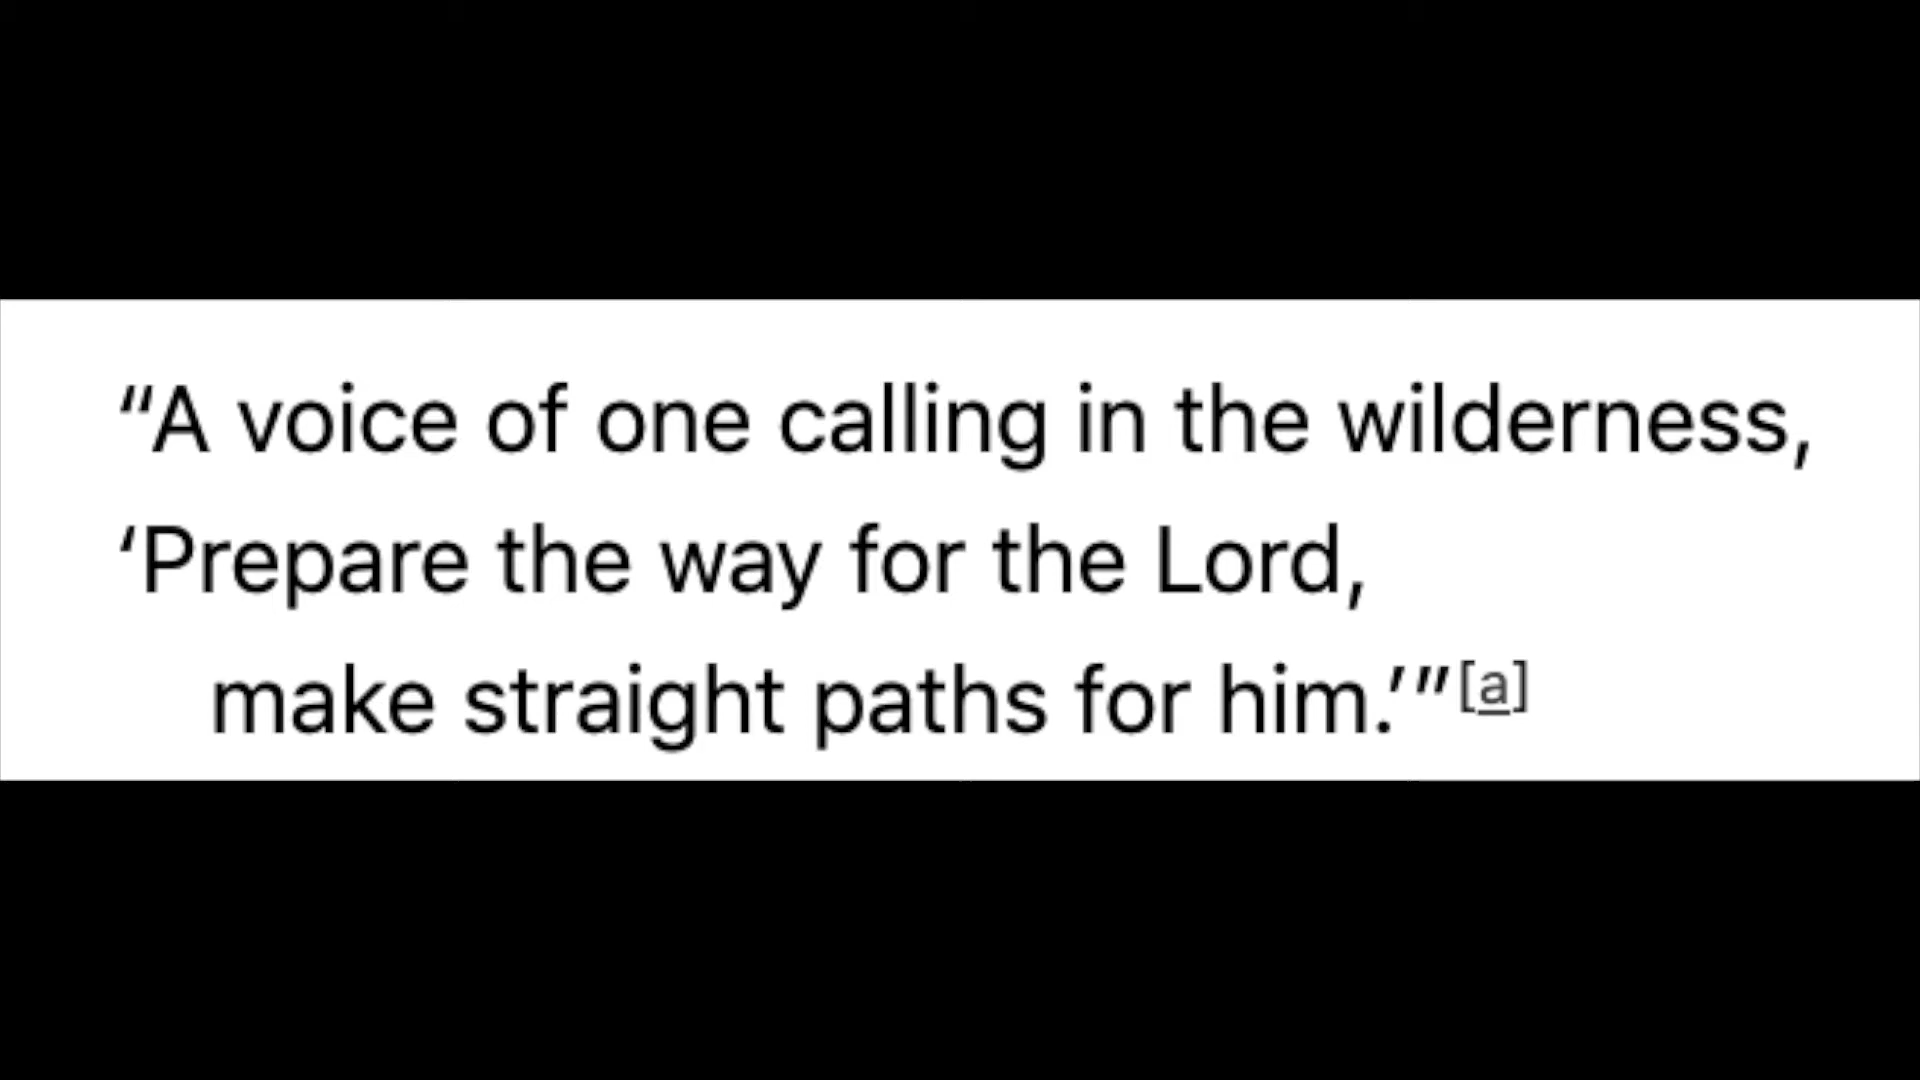 “A voice of one calling in the wilderness,
‘Prepare the way for the Lord,
make straight paths for him.’”[a]